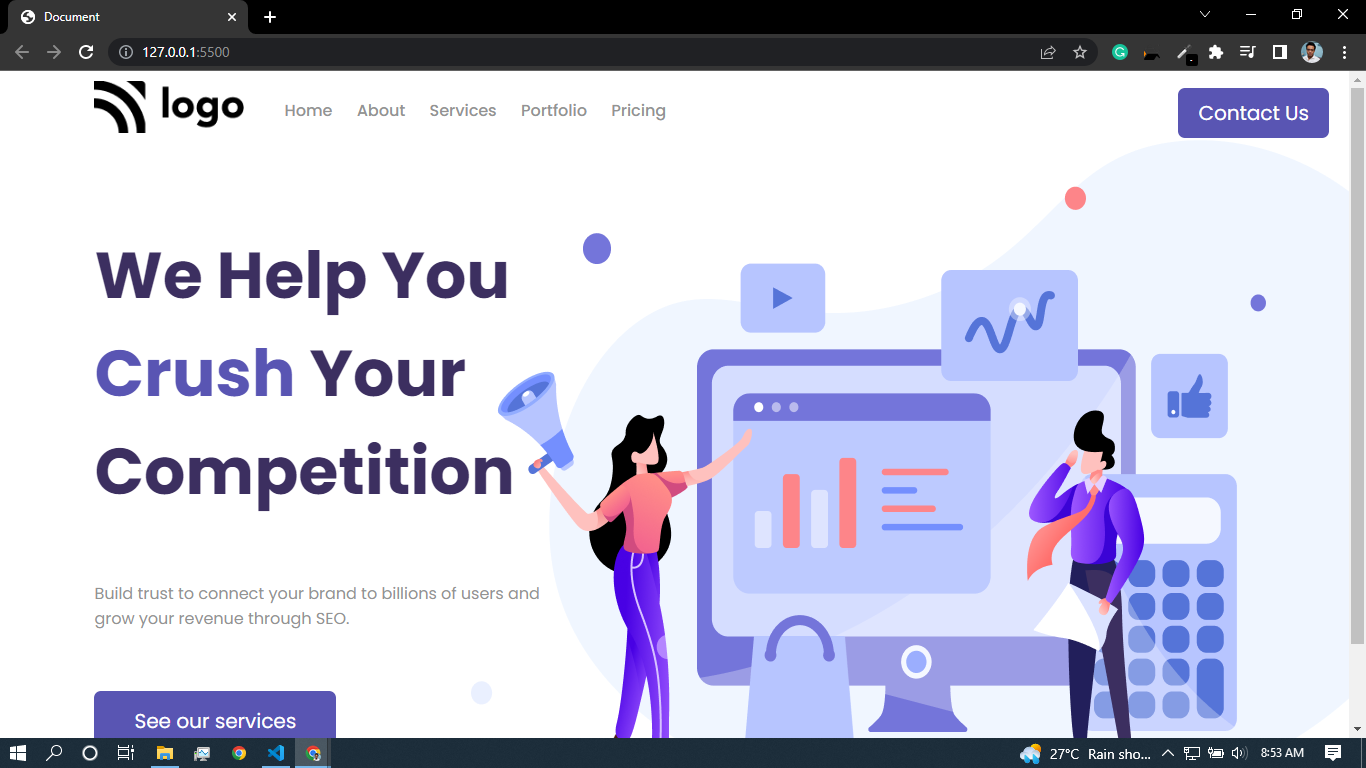 Document
127.0.0.1:5500
logo
Home About Services Portfolio Pricing
Contact Us
We Help You
Crush Your
Competition
Build trust to connect your brand to billions of users and
grow your revenue through SEO.
See our services
27°C Rain sho... 8:53 AM